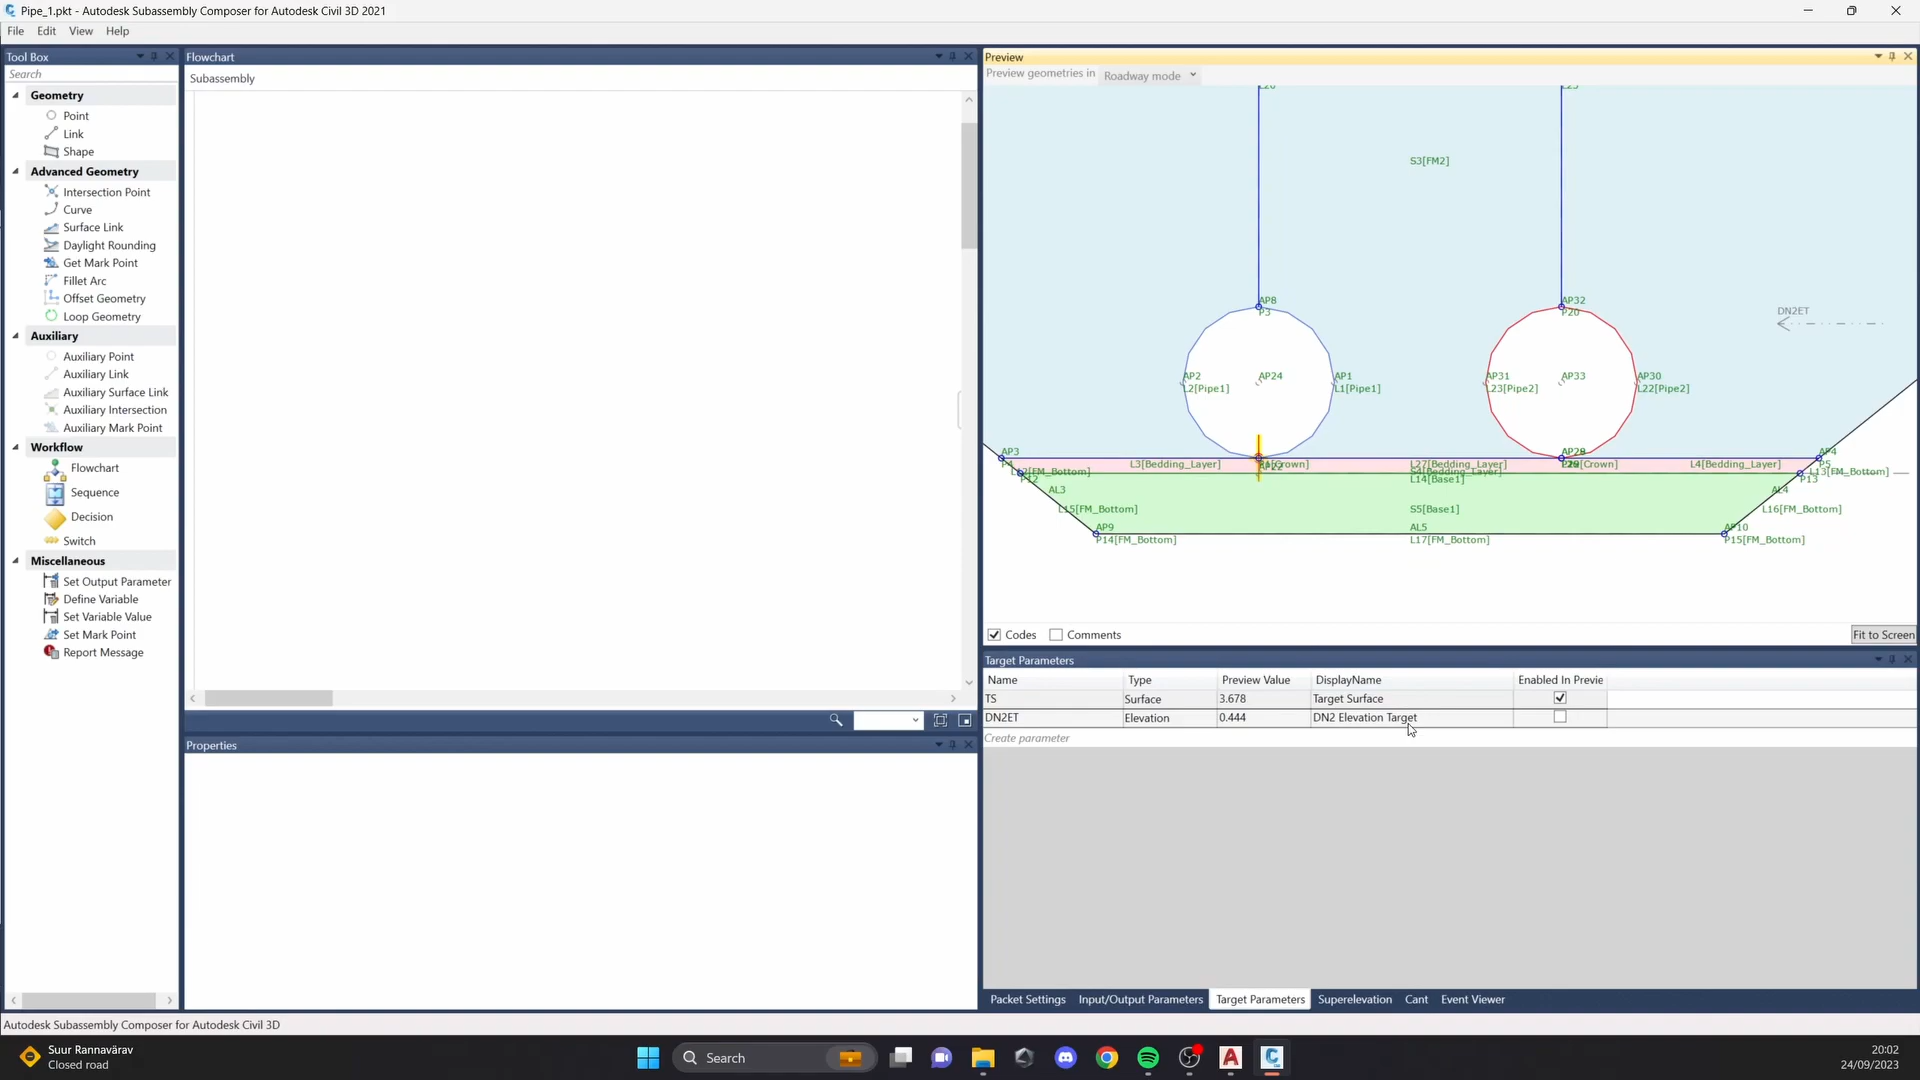 Pipe_1.pkt - Autodesk Subassembly Composer for Autodesk Civil 3D 2021
File Edit View Help
Tool Box
Search
Geometry
Point
Link
Shape
Advanced Geometry
Intersection Point
Curve
Surface Link
Daylight Rounding
Get Mark Point
Fillet Arc
Offset Geometry
Loop Geometry
Auxiliary
Auxiliary Point
Auxiliary Link
Auxiliary Surface Link
Auxiliary Intersection
Auxiliary Mark Point
Workflow
Flowchart
Sequence
Decision
Switch
Miscellaneous
Set Output Parameter
Define Variable
Set Variable Value
Set Mark Point
Report Message
Flowchart
Subassembly
Properties
Preview
Preview geometries in Roadway mode
S3[FM2]
DN2ET
AP8 AP32
P3 P20
AP2 AP24 AP1 AP31 AP33 AP30
L2[Pipe1] L1[Pipe1] L23[Pipe2] L22[Pipe2]
AP3 AP4
L3[Bedding_Layer] L27[Bedding_Layer] L4[Bedding_Layer] P5
L13[FM_Bottom]
P12 L14[Base1] P13
AL3 AL4
L15[FM_Bottom] S5[Base1] L16[FM_Bottom]
AP9 AL5 AP10
P14[FM_Bottom] L17[FM_Bottom] P15[FM_Bottom]
Codes Comments Fit to Screen
Target Parameters
Name Type Preview Value DisplayName Enabled In Previe
TS Surface 3.678 Target Surface
DN2ET Elevation 0.444 DN2 Elevation Target
Create parameter
Packet Settings Input/Output Parameters Target Parameters Superelevation Cant Event Viewer
Autodesk Subassembly Composer for Autodesk Civil 3D
Suur Rannavärav
Closed road
Search
20:02
24/09/2023